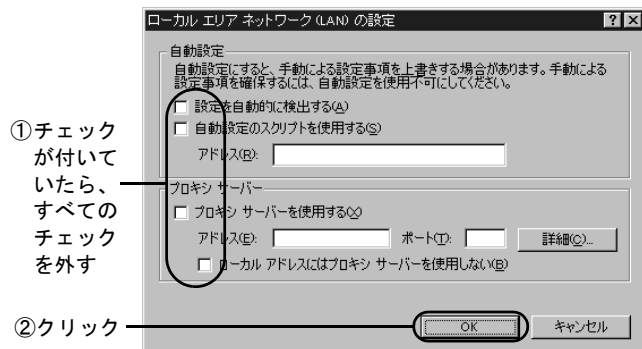 ローカル エリア ネットワーク (LAN) の設定
自動設定
自動設定にすると、手動による設定事項を上書きする場合があります。手動による
設定事項を確保するには、自動設定を使用不可にしてください。
設定を自動的に検出する(A)
自動設定のスクリプトを使用する(S)
アドレス(R):
プロキシ サーバー
プロキシ サーバーを使用する(X)
アドレス(E):
ポート(T):
詳細(C)...
ローカル アドレスにはプロキシ サーバーを使用しない(B)
OK
キャンセル
①チェック
が付いて
いたら、
すべての
チェック
を外す
②クリック